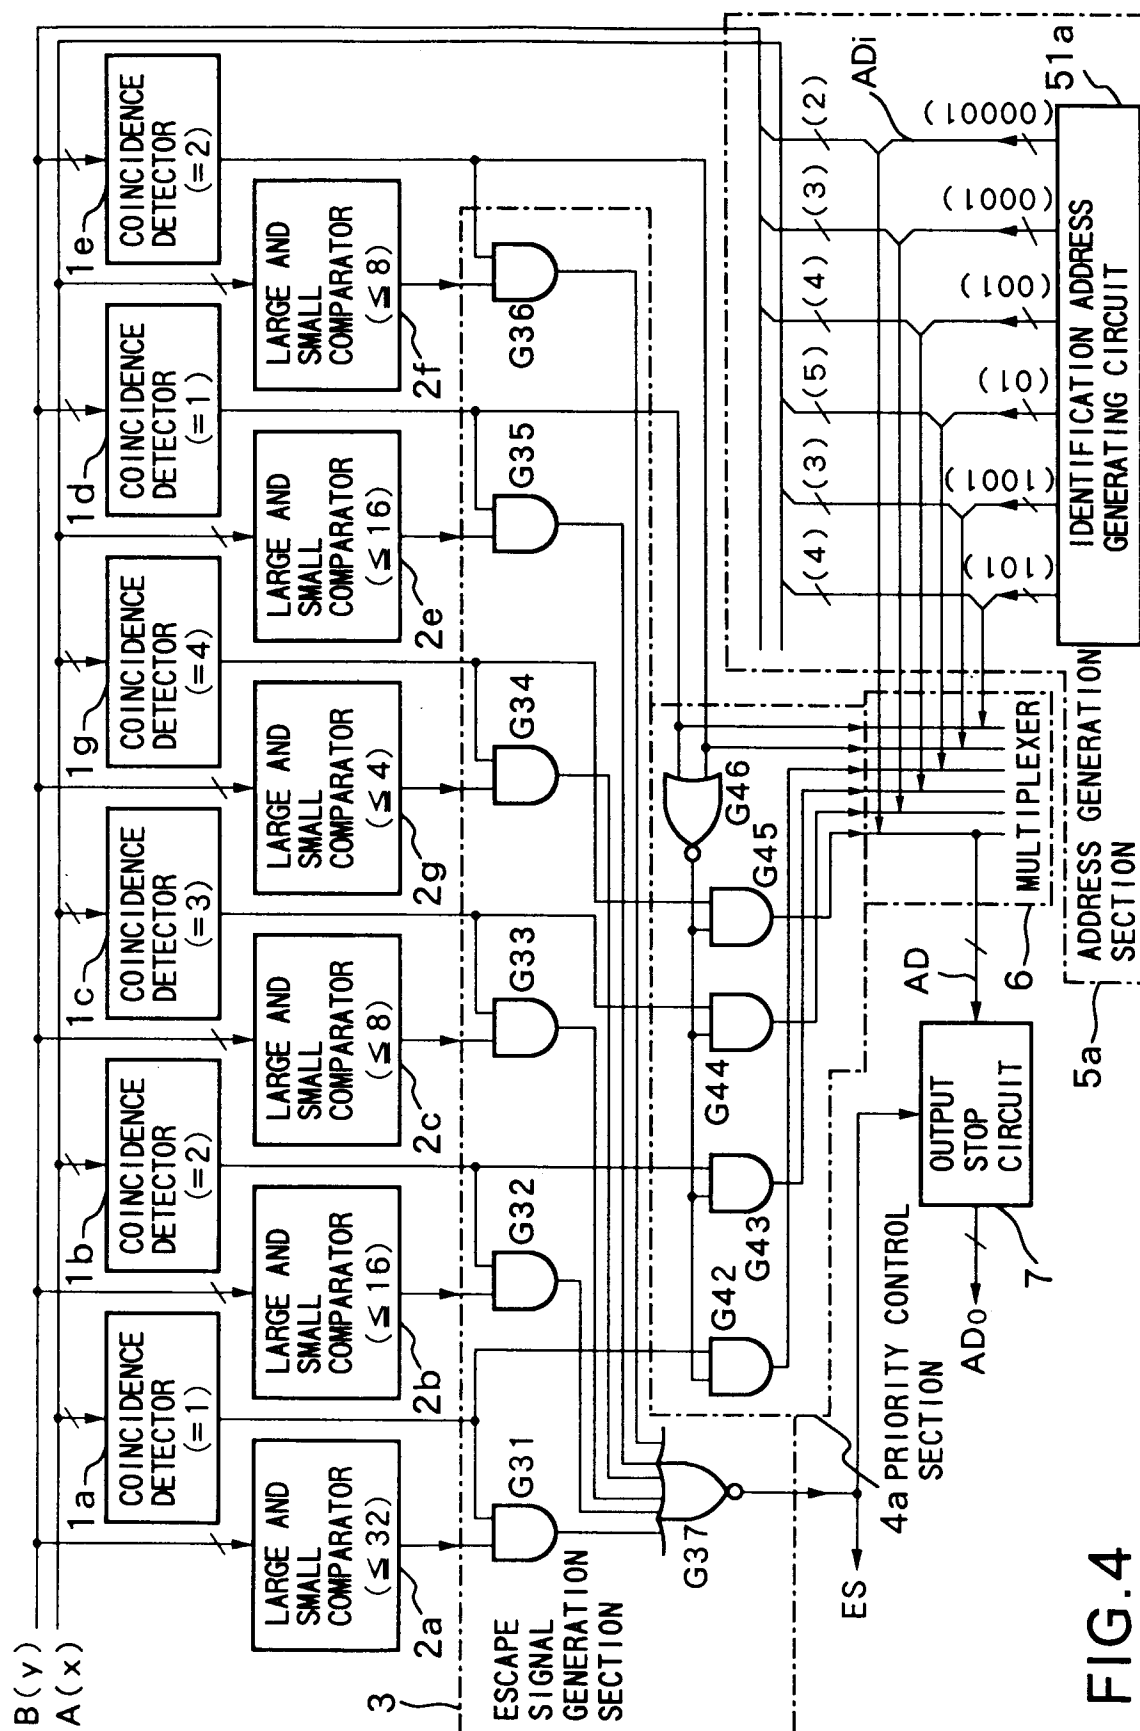 B(y)
A(x)
1a
COINCIDENCE
DETECTOR
(=1)
1b
COINCIDENCE
DETECTOR
(=2)
1c
COINCIDENCE
DETECTOR
(=3)
1g
COINCIDENCE
DETECTOR
(=4)
1d
COINCIDENCE
DETECTOR
(=1)
1e
COINCIDENCE
DETECTOR
(=2)
LARGE AND
SMALL
COMPARATOR
(≤32)
2a
LARGE AND
SMALL
COMPARATOR
(≤16)
2b
LARGE AND
SMALL
COMPARATOR
(≤8)
2c
LARGE AND
SMALL
COMPARATOR
(≤4)
2g
LARGE AND
SMALL
COMPARATOR
(≤16)
2e
LARGE AND
SMALL
COMPARATOR
(≤8)
2f
3
ESCAPE
SIGNAL
GENERATION
SECTION
G31
G32
G33
G34
G35
G36
G37
G42
G43
G44
G45
G46
4a PRIORITY CONTROL
SECTION
ES
(4)
(3)
(5)
(4)
(3)
(2)
ADi
(101)
(1001)
(01)
(001)
(0001)
(00001)
51a
IDENTIFICATION ADDRESS
GENERATING CIRCUIT
MULTIPLEXER
6
ADDRESS GENERATION
SECTION
5a
AD
OUTPUT
STOP
CIRCUIT
7
ADo
FIG.4